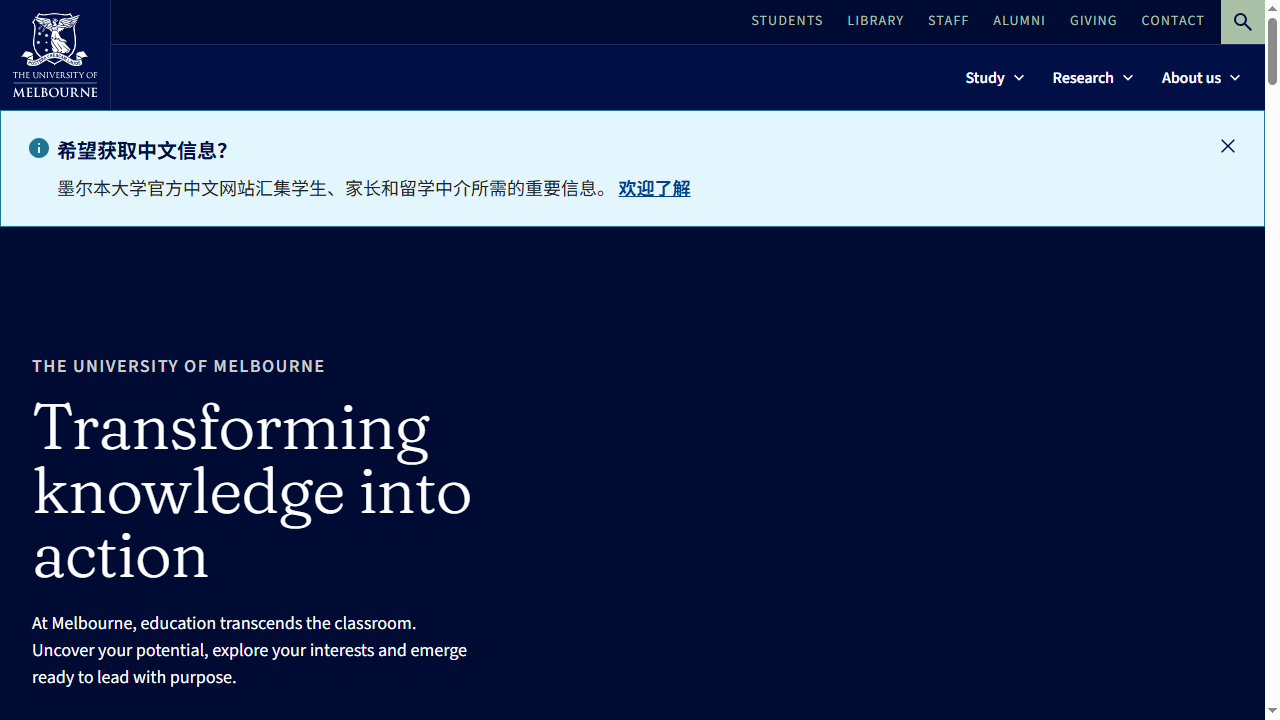 THE UNIVERSITY OF
MELBOURNE
STUDENTS LIBRARY STAFF ALUMNI GIVING CONTACT
Study Research About us
希望获取中文信息?
墨尔本大学官方中文网站汇集学生、家长和留学中介所需的重要信息。 欢迎了解
THE UNIVERSITY OF MELBOURNE
Transforming
knowledge into
action
At Melbourne, education transcends the classroom.
Uncover your potential, explore your interests and emerge
ready to lead with purpose.